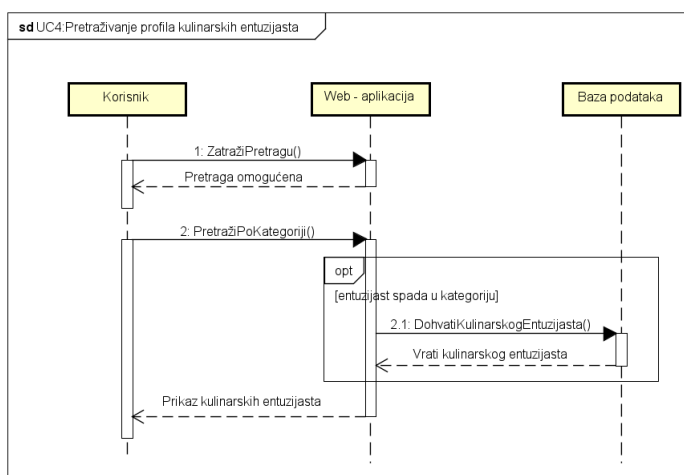 sd UC4:Pretraživanje profila kulinarskih entuzijasta
Korisnik
Web - aplikacija
Baza podataka
1: ZatražiPretragu()
Pretraga omogućena
2: PretražiPoKategoriji()
opt
[entuzijast spada u kategoriju]
2.1: DohvatiKulinarskogEntuzijasta()
Vrati kulinarskog entuzijasta
Prikaz kulinarskih entuzijasta